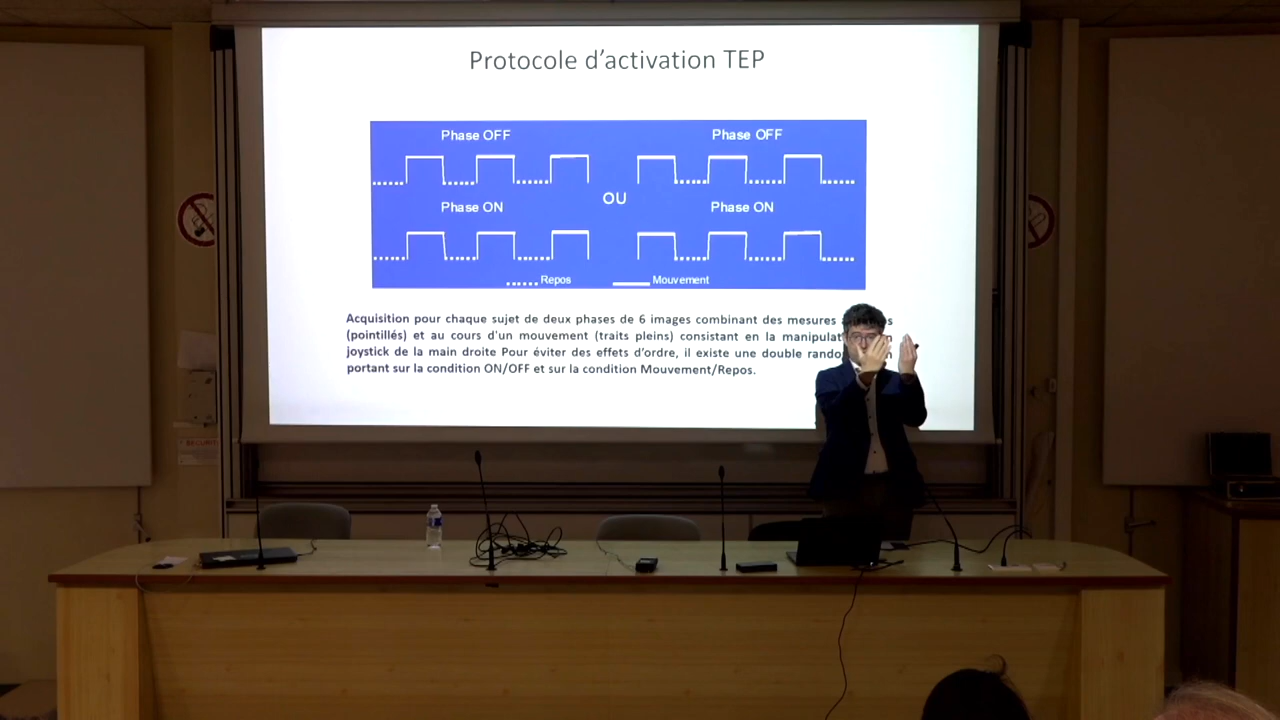 Protocole d'activation TEP
Phase OFF
Phase OFF
OU
Phase ON
Phase ON
Repos
Mouvement
Acquisition pour chaque sujet de deux phases de 6 images combinant des mesures
(pointillés) et au cours d'un mouvement (traits pleins) consistant en la
joystick de la main droite Pour éviter des effets d'ordre, il existe une double
portant sur la condition ON/OFF et sur la condition Mouvement/Repos.
SECURIT